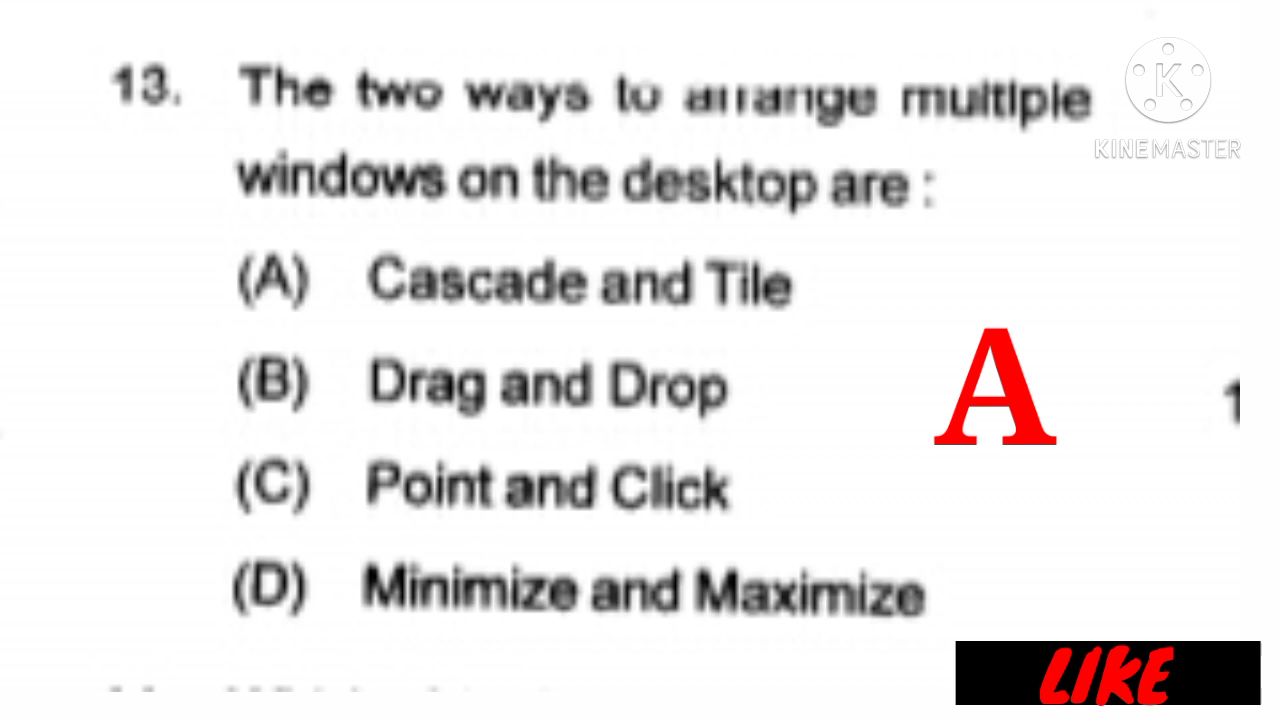 13. The two ways to arrange multiple
KINEMASTER
windows on the desktop are :
(A) Cascade and Tile
(B) Drag and Drop
A
(C) Point and Click
(D) Minimize and Maximize
LIKE